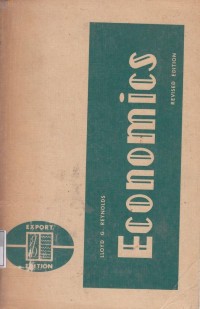 LLOYD G. REYNOLDS
Economics
REVISED EDITION
EXPORT
EDITION